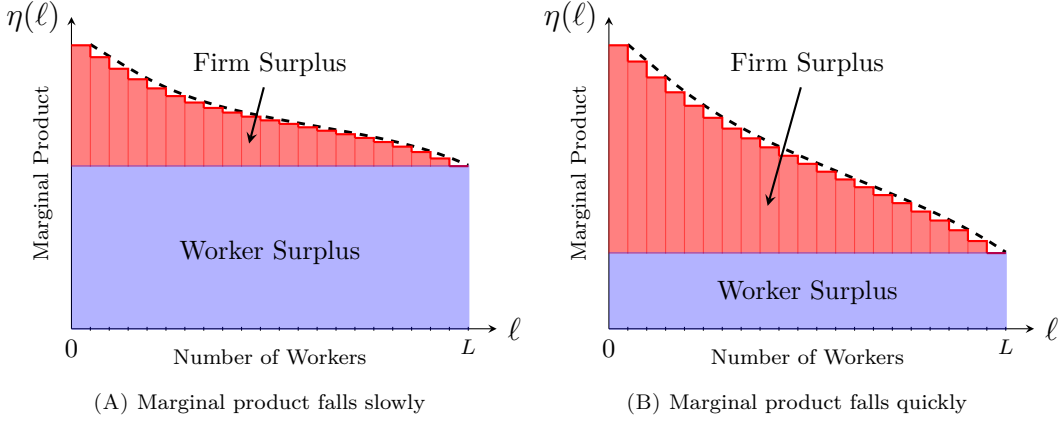 η(ℓ)
Firm Surplus
Marginal Product
Worker Surplus
0
Number of Workers
L
ℓ
(A) Marginal product falls slowly
η(ℓ)
Firm Surplus
Marginal Product
Worker Surplus
0
Number of Workers
L
ℓ
(B) Marginal product falls quickly